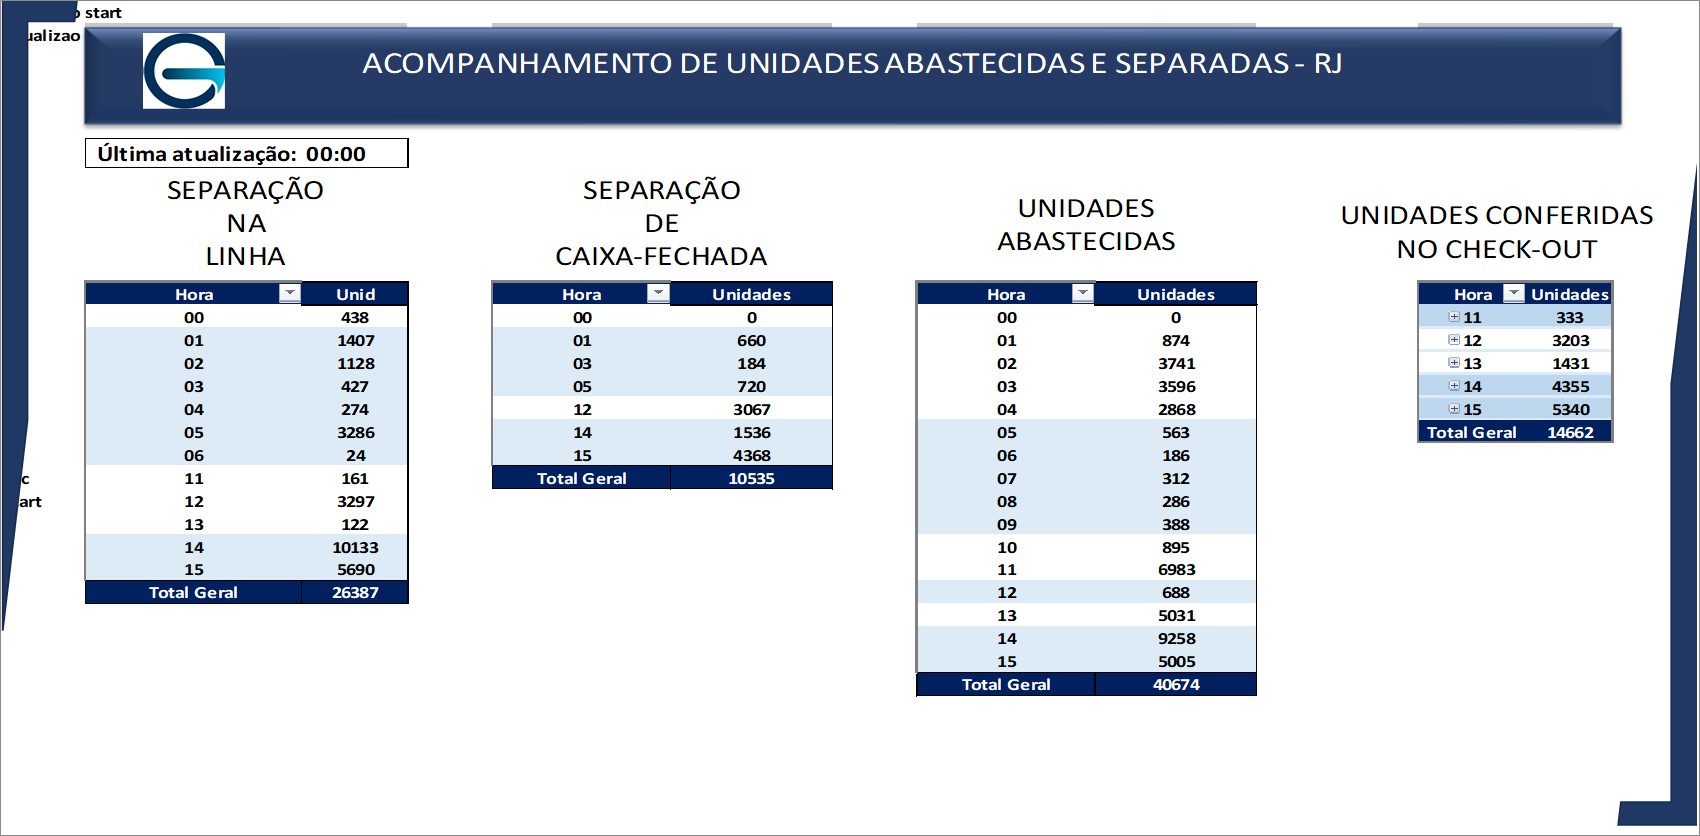 start
ualizao
ACOMPANHAMENTO DE UNIDADES ABASTECIDAS E SEPARADAS - RJ
Última atualização: 00:00
SEPARAÇÃO
NA
LINHA
Hora Unid
00 438
01 1407
02 1128
03 427
04 274
05 3286
06 24
11 161
12 3297
13 122
14 10133
15 5690
Total Geral 26387
SEPARAÇÃO
DE
CAIXA-FECHADA
Hora Unidades
00 0
01 660
03 184
05 720
12 3067
14 1536
15 4368
Total Geral 10535
UNIDADES
ABASTECIDAS
Hora Unidades
00 0
01 874
02 3741
03 3596
04 2868
05 563
06 186
07 312
08 286
09 388
10 895
11 6983
12 688
13 5031
14 9258
15 5005
Total Geral 40674
UNIDADES CONFERIDAS
NO CHECK-OUT
Hora Unidades
11 333
12 3203
13 1431
14 4355
15 5340
Total Geral 14662
c
art